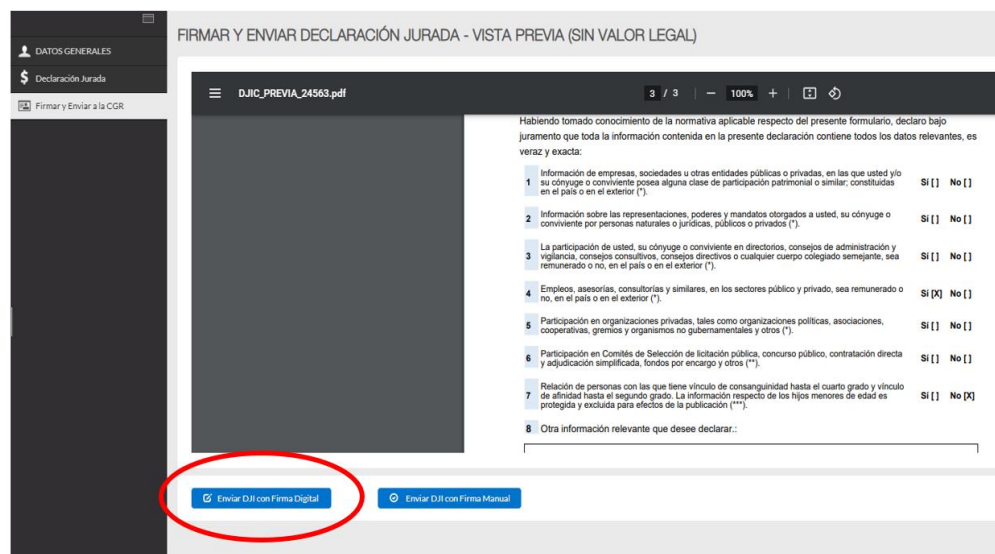 DATOS GENERALES
Declaración Jurada
Firmar y Enviar a la CGR
FIRMAR Y ENVIAR DECLARACIÓN JURADA - VISTA PREVIA (SIN VALOR LEGAL)
DJIC_PREVIA_24563.pdf
3 / 3 | − 100% +
Habiendo tomado conocimiento de la normativa aplicable respecto del presente formulario, declaro bajo
juramento que toda la información contenida en la presente declaración contiene todos los datos relevantes, es
veraz y exacta:
1 Información de empresas, sociedades u otras entidades públicas o privadas, en las que usted y/o
su cónyuge o conviviente posea alguna clase de participación patrimonial o similar; constituidas
en el país o en el exterior (*).
Sí [ ] No [ ]
2 Información sobre las representaciones, poderes y mandatos otorgados a usted, su cónyuge o
conviviente por personas naturales o jurídicas, públicos o privados (*).
Sí [ ] No [ ]
3 La participación de usted, su cónyuge o conviviente en directorios, consejos de administración y
vigilancia, consejos consultivos, consejos directivos o cualquier cuerpo colegiado semejante, sea
remunerado o no, en el país o en el exterior (*).
Sí [ ] No [ ]
4 Empleos, asesorías, consultorías y similares, en los sectores público y privado, sea remunerado o
no, en el país o en el exterior (*).
Sí [X] No [ ]
5 Participación en organizaciones privadas, tales como organizaciones políticas, asociaciones,
cooperativas, gremios y organismos no gubernamentales y otros (*).
Sí [ ] No [ ]
6 Participación en Comités de Selección de licitación pública, concurso público, contratación directa
y adjudicación simplificada, fondos por encargo y otros (**).
Sí [ ] No [ ]
7 Relación de personas con las que tiene vínculo de consanguinidad hasta el cuarto grado y vínculo
de afinidad hasta el segundo grado. La información respecto de los hijos menores de edad es
protegida y excluida para efectos de la publicación (***).
Sí [ ] No [X]
8 Otra información relevante que desee declarar.:
Enviar DJI con Firma Digital
Enviar DJI con Firma Manual